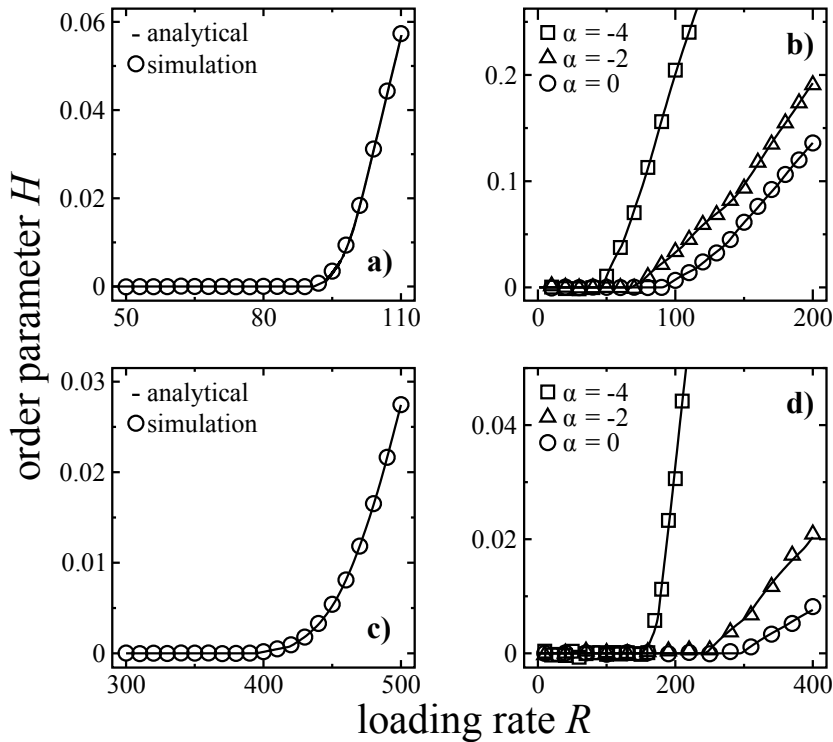 order parameter H
0.06
0.04
0.02
0
– analytical
simulation
a)
50
80
110
0.2
0.1
0
α = -4
α = -2
α = 0
b)
0
100
200
0.03
0.02
0.01
0
– analytical
simulation
c)
300
400
500
0.04
0.02
0
α = -4
α = -2
α = 0
d)
0
200
400
loading rate R